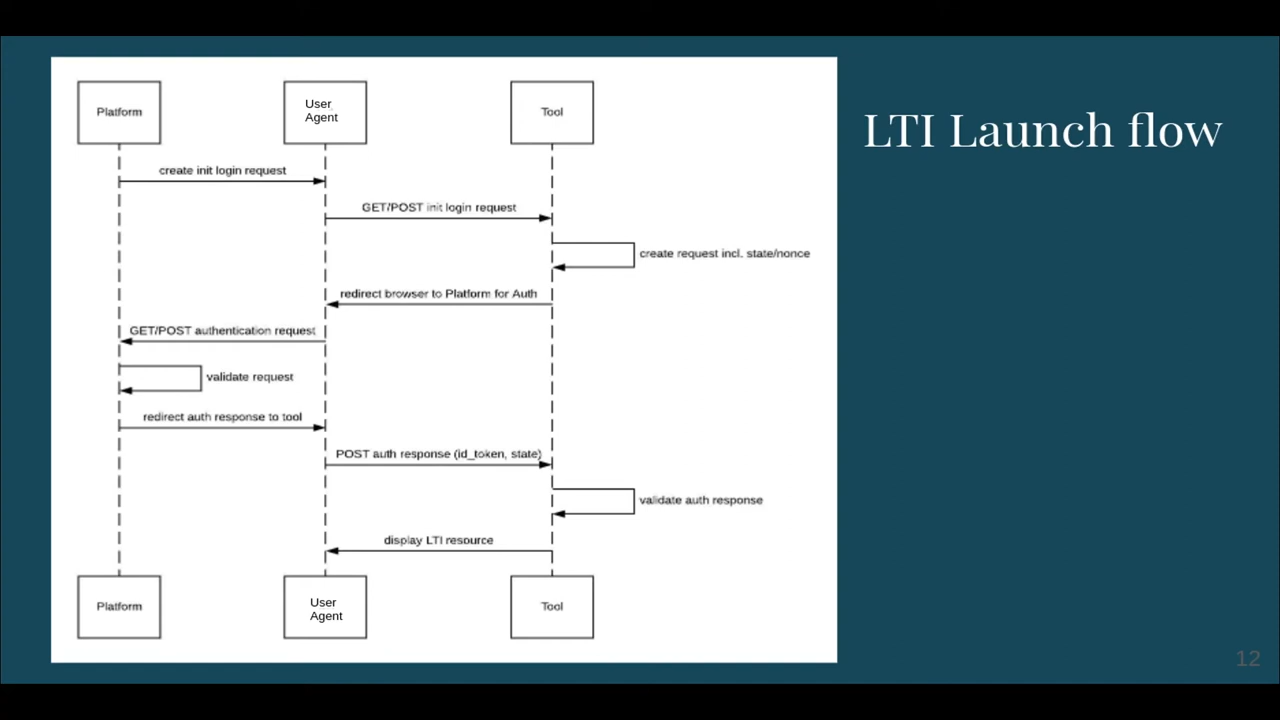 LTI Launch flow
Platform
User
Agent
Tool
create init login request
GET/POST init login request
create request incl. state/nonce
redirect browser to Platform for Auth
GET/POST authentication request
validate request
redirect auth response to tool
POST auth response (id_token, state)
validate auth response
display LTI resource
Platform
User
Agent
Tool
12